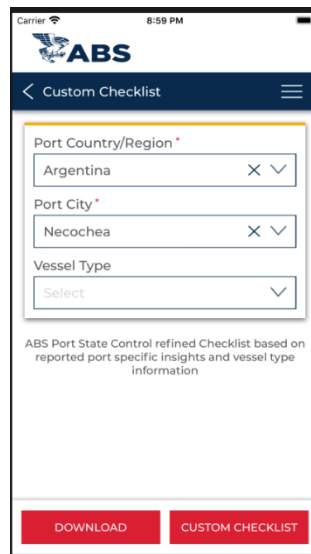 Carrier 8:59 PM
ABS
Custom Checklist
Port Country/Region *
Argentina
Port City *
Necochea
Vessel Type
Select
ABS Port State Control refined Checklist based on
reported port specific insights and vessel type
information
DOWNLOAD CUSTOM CHECKLIST